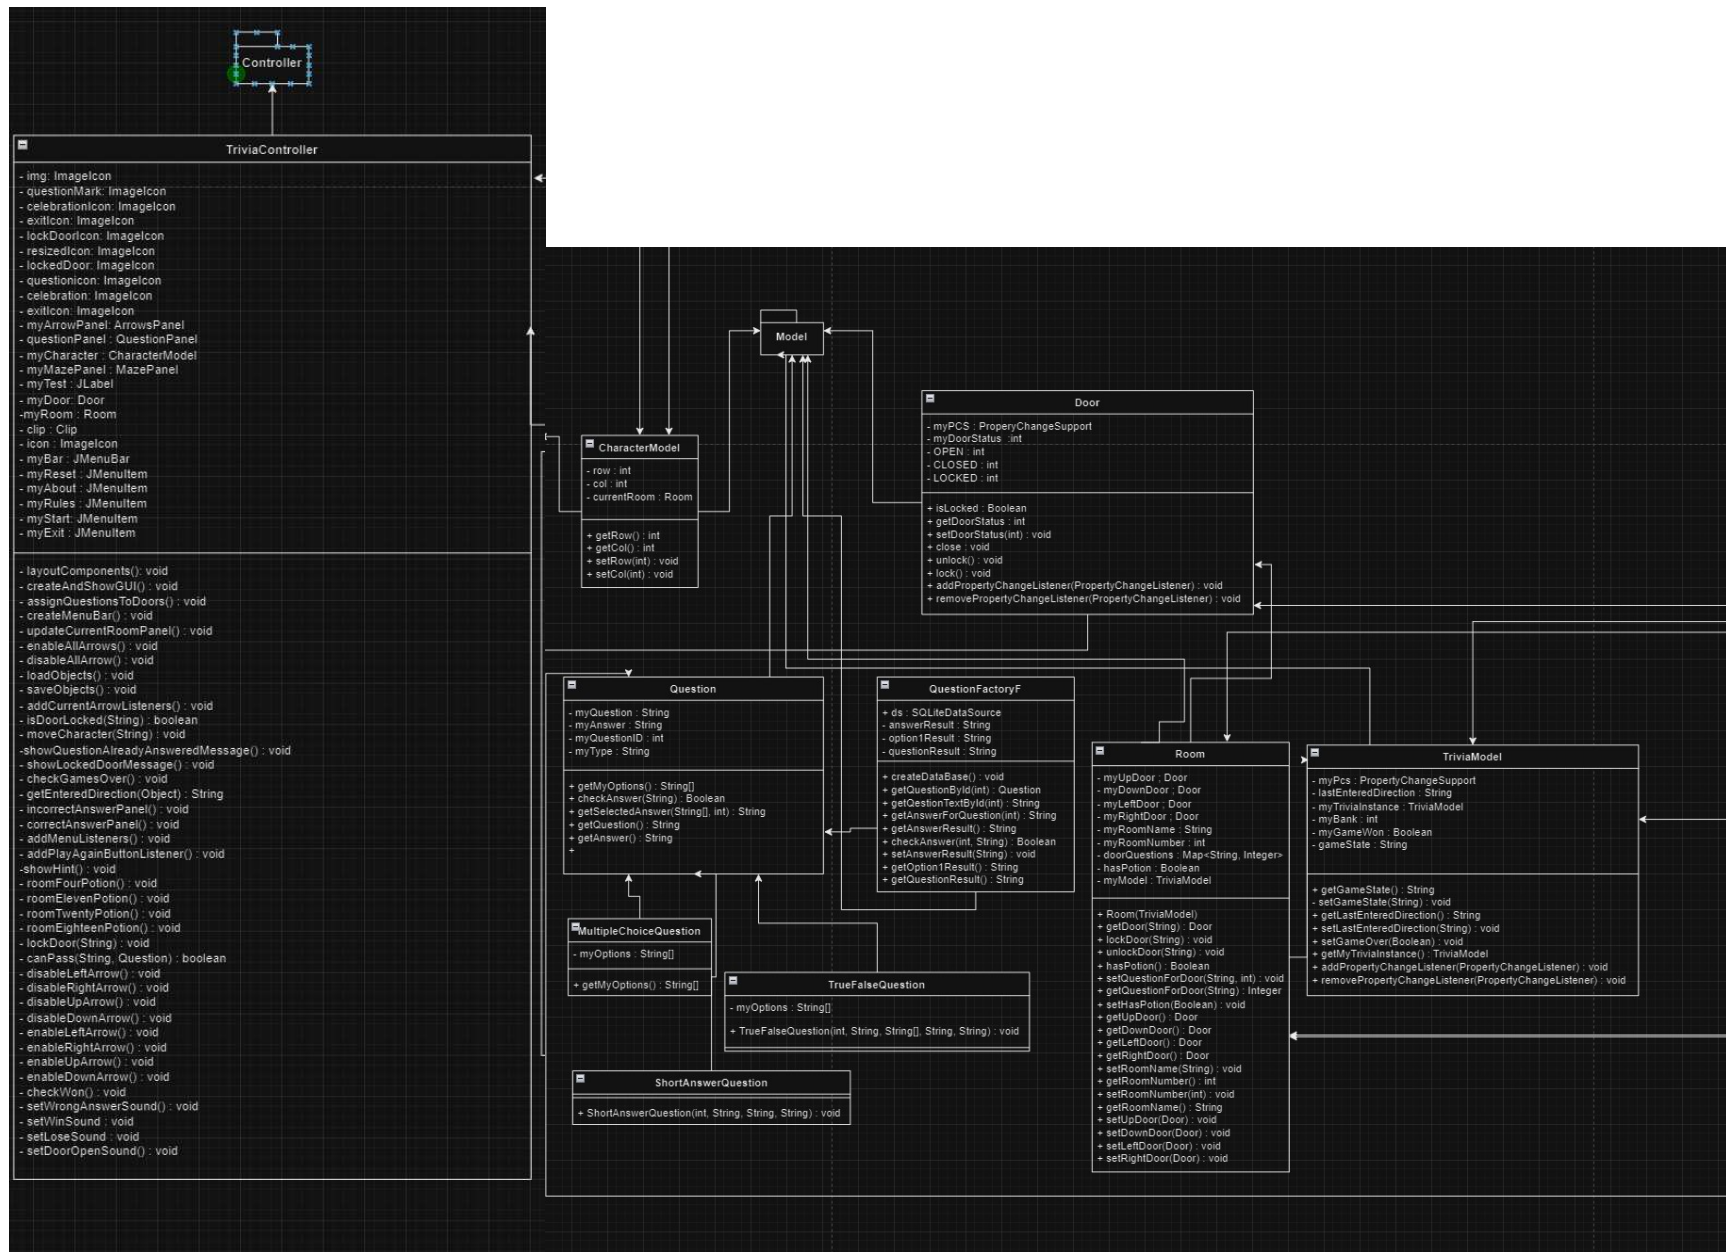 Controller
TriviaController
- img: ImageIcon
- questionMark: ImageIcon
- celebrationIcon: ImageIcon
- exitIcon: ImageIcon
- lockDoorIcon: ImageIcon
- resizedIcon: ImageIcon
- lockedDoor: ImageIcon
- questionicon: ImageIcon
- celebration: ImageIcon
- exitIcon: ImageIcon
- myArrowPanel: ArrowsPanel
- questionPanel : QuestionPanel
- myCharacter : CharacterModel
- myMazePanel : MazePanel
- myTest : JLabel
- myDoor: Door
-myRoom : Room
- clip : Clip
- icon : ImageIcon
- myBar : JMenuBar
- myReset : JMenuItem
- myAbout : JMenuItem
- myRules : JMenuItem
- myStart: JMenuItem
- myExit : JMenuItem
- layoutComponents(): void
- createAndShowGUI() : void
- assignQuestionsToDoors() : void
- createMenuBar() : void
- updateCurrentRoomPanel() : void
- enableAllArrows() : void
- disableAllArrow() : void
- loadObjects() : void
- saveObjects() : void
- addCurrentArrowListeners() : void
- isDoorLocked(String) : boolean
- moveCharacter(String) : void
-showQuestionAlreadyAnsweredMessage() : void
- showLockedDoorMessage() : void
- checkGamesOver() : void
- getEnteredDirection(Object) : String
- incorrectAnswerPanel() : void
- correctAnswerPanel() : void
- addMenuListeners() : void
- addPlayAgainButtonListener() : void
-showHint() : void
- roomFourPotion() : void
- roomElevenPotion() : void
- roomTwentyPotion() : void
- roomEighteenPotion() : void
- lockDoor(String) : void
- canPass(String, Question) : boolean
- disableLeftArrow() : void
- disableRightArrow() : void
- disableUpArrow() : void
- disableDownArrow() : void
- enableLeftArrow() : void
- enableRightArrow() : void
- enableUpArrow() : void
- enableDownArrow() : void
- checkWon() : void
- setWrongAnswerSound() : void
- setWinSound : void
- setLoseSound : void
- setDoorOpenSound() : void
Model
CharacterModel
- row : int
- col : int
- currentRoom : Room
+ getRow() : int
+ getCol() : int
+ setRow(int) : void
+ setCol(int) : void
Door
- myPCS : ProperyChangeSupport
- myDoorStatus :int
- OPEN : int
- CLOSED : int
- LOCKED : int
+ isLocked : Boolean
+ getDoorStatus : int
+ setDoorStatus(int) : void
+ close : void
+ unlock() : void
+ lock() : void
+ addPropertyChangeListener(PropertyChangeListener) : void
+ removePropertyChangeListener(PropertyChangeListener) : void
Question
- myQuestion : String
- myAnswer : String
- myQuestionID : int
- myType : String
+ getMyOptions() : String[]
+ checkAnswer(String) : Boolean
+ getSelectedAnswer(String[], int) : String
+ getQuestion() : String
+ getAnswer() : String
+
QuestionFactoryF
+ ds : SQLiteDataSource
- answerResult : String
- option1Result : String
- questionResult : String
+ createDataBase() : void
+ getQuestionById(int) : Question
+ getQestionTextById(int) : String
+ getAnswerForQuestion(int) : String
+ getAnswerResult() : String
+ checkAnswer(int, String) : Boolean
+ setAnswerResult(String) : void
+ getOption1Result() : String
+ getQuestionResult() : String
MultipleChoiceQuestion
- myOptions : String[]
+ getMyOptions() : String[]
TrueFalseQuestion
- myOptions : String[]
+ TrueFalseQuestion(int, String, String[], String, String) : void
ShortAnswerQuestion
+ ShortAnswerQuestion(int, String, String, String) : void
Room
- myUpDoor ; Door
- myDownDoor ; Door
- myLeftDoor ; Door
- myRightDoor ; Door
- myRoomName : String
- myRoomNumber : int
- doorQuestions : Map<String, Integer>
- hasPotion : Boolean
- myModel : TriviaModel
+ Room(TriviaModel)
+ getDoor(String) : Door
+ lockDoor(String) : void
+ unlockDoor(String) : void
+ hasPotion() : Boolean
+ setQuestionForDoor(String, int) : void
+ getQuestionForDoor(String) : Integer
+ setHasPotion(Boolean) : void
+ getUpDoor() : Door
+ getDownDoor() : Door
+ getLeftDoor() : Door
+ getRightDoor() : Door
+ setRoomName(String) : void
+ getRoomNumber() : int
+ setRoomNumber(int) : void
+ getRoomName() : String
+ setUpDoor(Door) : void
+ setDownDoor(Door) : void
+ setLeftDoor(Door) : void
+ setRightDoor(Door) : void
TriviaModel
- myPcs : PropertyChangeSupport
- lastEnteredDirection : String
- myTriviaInstance : TriviaModel
- myBank : int
- myGameWon : Boolean
- gameState : String
+ getGameState() : String
- setGameState(String) : void
+ getLastEnteredDirection() : String
+ setLastEnteredDirection(String) : void
+ setGameOver(Boolean) : void
+ getMyTriviaInstance() : TriviaModel
+ addPropertyChangeListener(PropertyChangeListener) : void
+ removePropertyChangeListener(PropertyChangeListener) : void